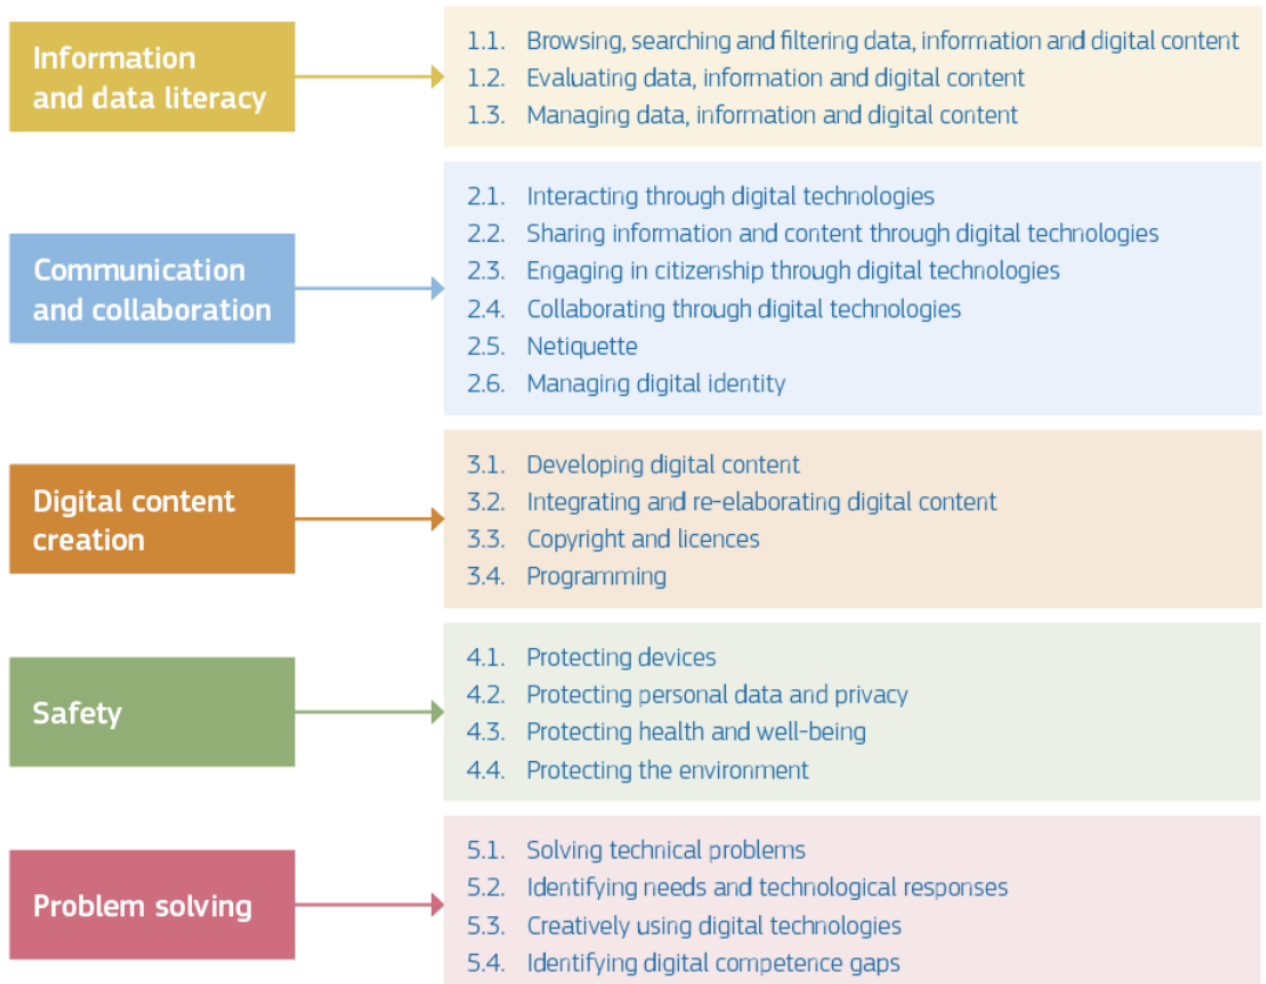 Information
and data literacy
1.1. Browsing, searching and filtering data, information and digital content
1.2. Evaluating data, information and digital content
1.3. Managing data, information and digital content
Communication
and collaboration
2.1. Interacting through digital technologies
2.2. Sharing information and content through digital technologies
2.3. Engaging in citizenship through digital technologies
2.4. Collaborating through digital technologies
2.5. Netiquette
2.6. Managing digital identity
Digital content
creation
3.1. Developing digital content
3.2. Integrating and re-elaborating digital content
3.3. Copyright and licences
3.4. Programming
Safety
4.1. Protecting devices
4.2. Protecting personal data and privacy
4.3. Protecting health and well-being
4.4. Protecting the environment
Problem solving
5.1. Solving technical problems
5.2. Identifying needs and technological responses
5.3. Creatively using digital technologies
5.4. Identifying digital competence gaps